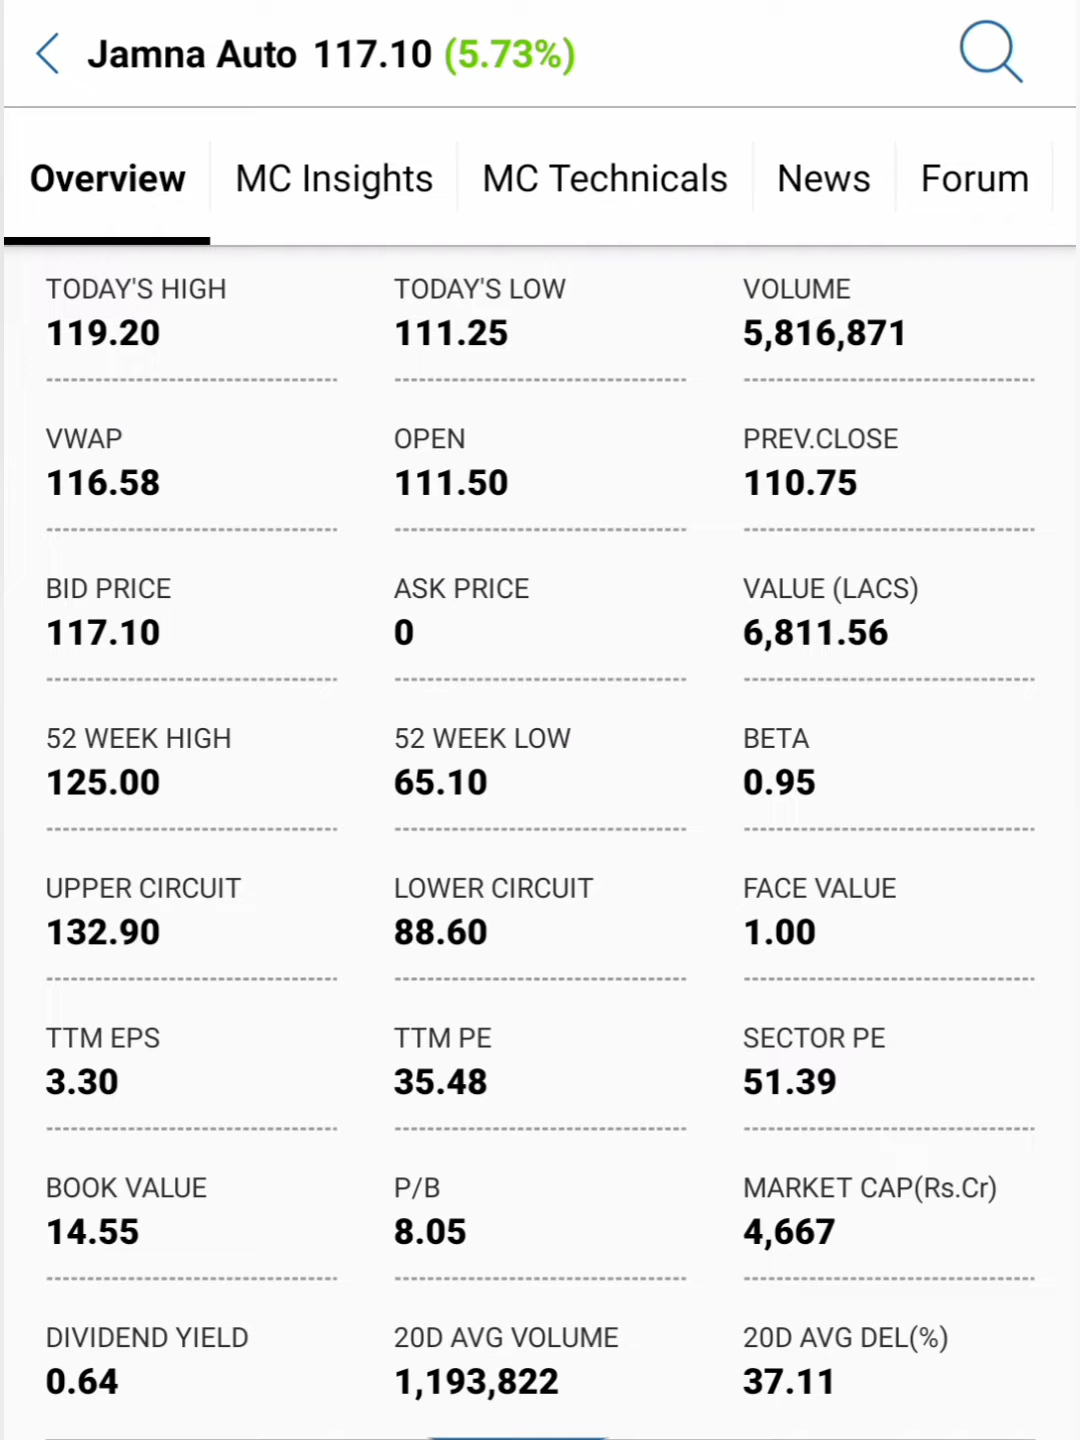 Jamna Auto 117.10 (5.73%)
Overview MC Insights MC Technicals News Forum
TODAY'S HIGH TODAY'S LOW VOLUME
119.20 111.25 5,816,871
VWAP OPEN PREV.CLOSE
116.58 111.50 110.75
BID PRICE ASK PRICE VALUE (LACS)
117.10 0 6,811.56
52 WEEK HIGH 52 WEEK LOW BETA
125.00 65.10 0.95
UPPER CIRCUIT LOWER CIRCUIT FACE VALUE
132.90 88.60 1.00
TTM EPS TTM PE SECTOR PE
3.30 35.48 51.39
BOOK VALUE P/B MARKET CAP(Rs.Cr)
14.55 8.05 4,667
DIVIDEND YIELD 20D AVG VOLUME 20D AVG DEL(%)
0.64 1,193,822 37.11